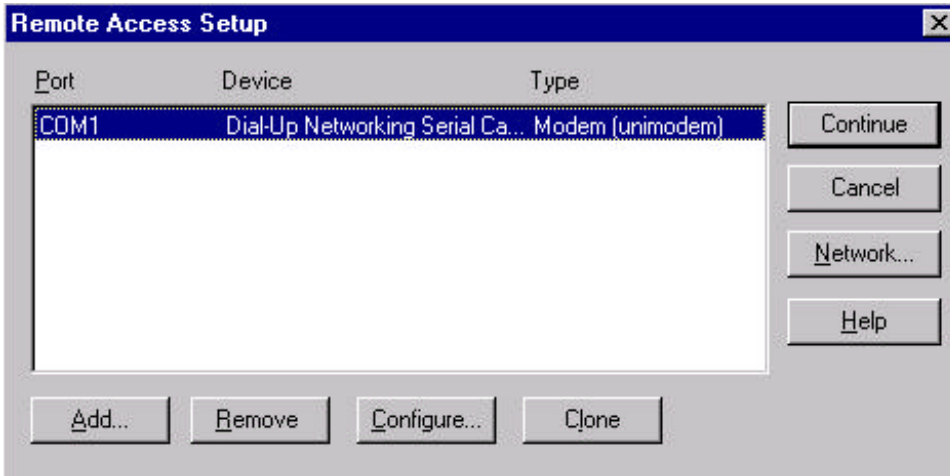 Remote Access Setup
Port Device Type
COM1 Dial-Up Networking Serial Ca... Modem (unimodem)
Continue
Cancel
Network...
Help
Add... Remove Configure... Clone